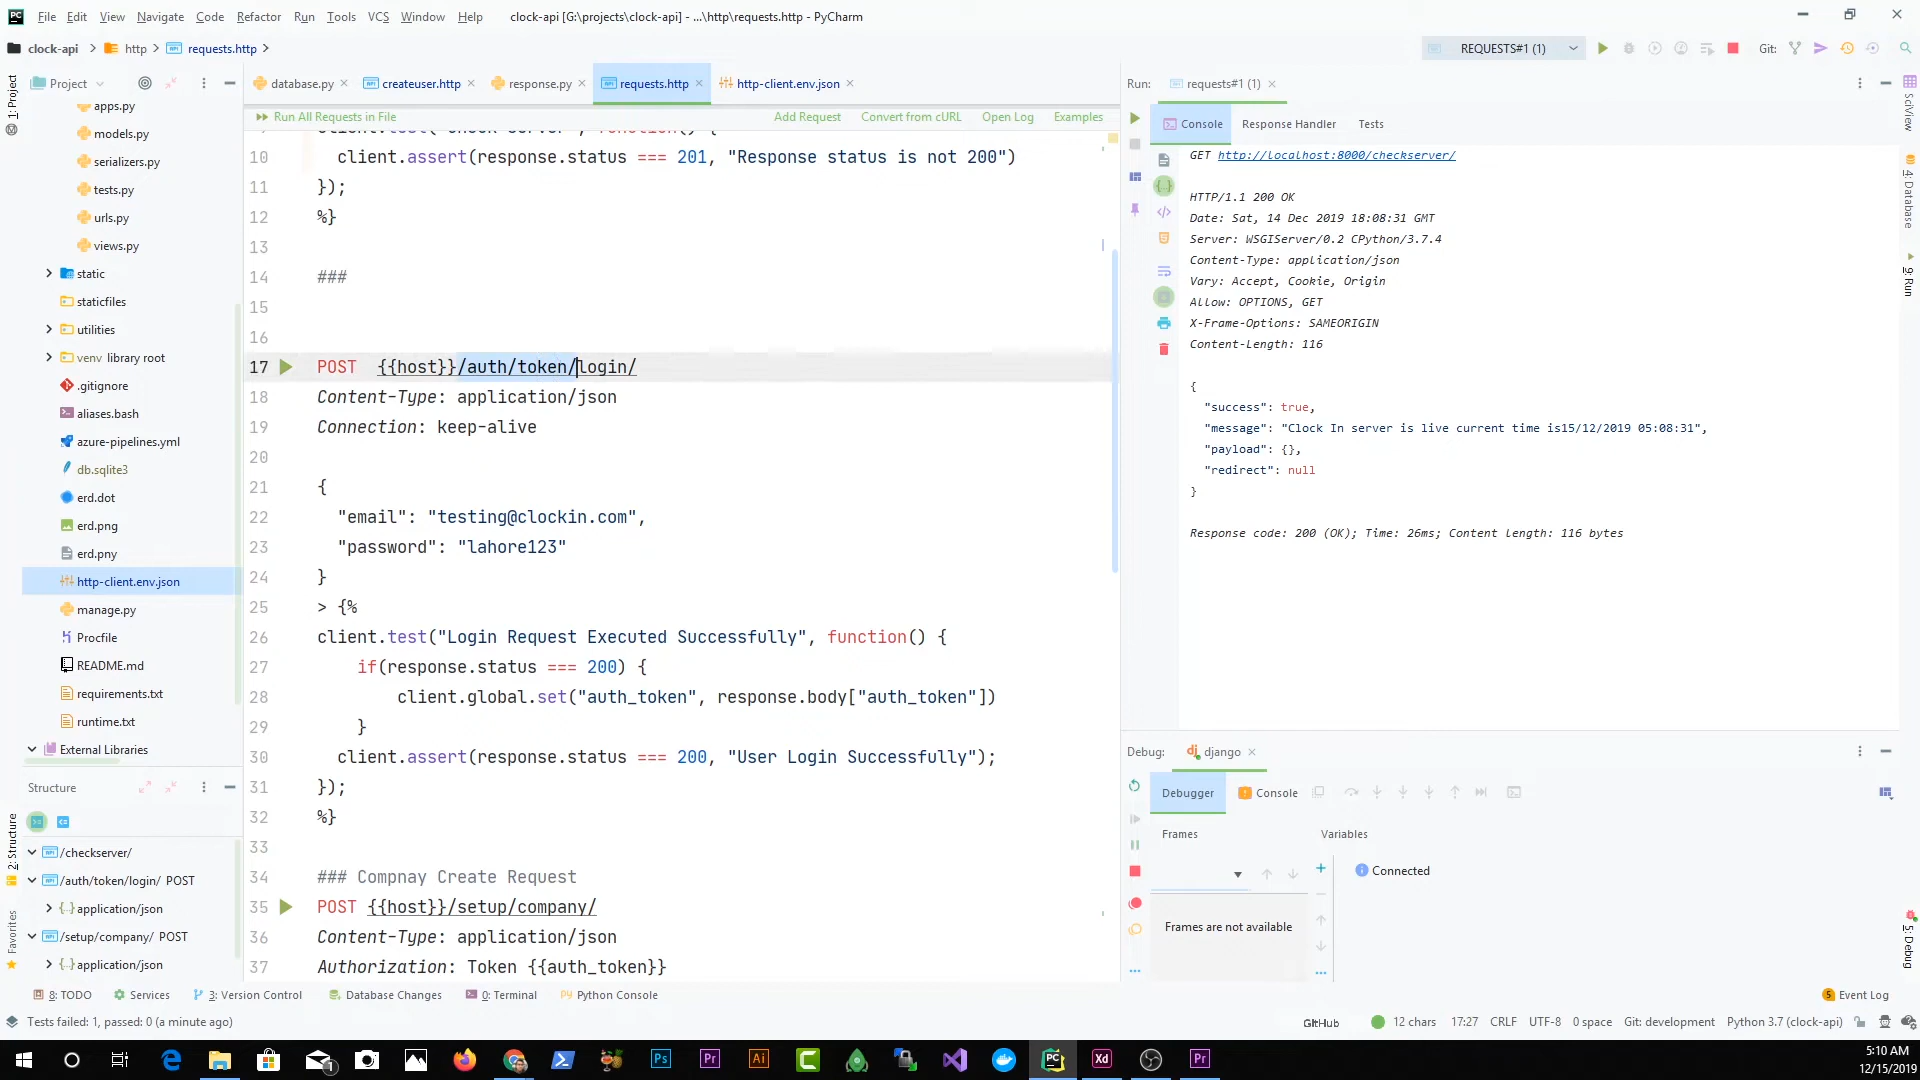 File Edit View Navigate Code Refactor Run Tools VCS Window Help clock-api [G:\projects\clock-api] - ...\http\requests.http - PyCharm
clock-api http requests.http REQUESTS#1 (1) Git:
1: Project
Project
apps.py
models.py
serializers.py
tests.py
urls.py
views.py
static
staticfiles
utilities
venv library root
.gitignore
aliases.bash
azure-pipelines.yml
db.sqlite3
erd.dot
erd.png
erd.pny
http-client.env.json
manage.py
Procfile
README.md
requirements.txt
runtime.txt
External Libraries
Structure
/checkserver/
/auth/token/login/ POST
application/json
/setup/company/ POST
application/json
2: Structure
Favorites
database.py createuser.http response.py requests.http http-client.env.json
Run All Requests in File Add Request Convert from cURL Open Log Examples
10 client.assert(response.status === 201, "Response status is not 200")
11 });
12 %}
13
14 ###
15
16
17 POST {{host}}/auth/token/login/
18 Content-Type: application/json
19 Connection: keep-alive
20
21 {
22 "email": "testing@clockin.com",
23 "password": "lahore123"
24 }
25 > {%
26 client.test("Login Request Executed Successfully", function() {
27 if(response.status === 200) {
28 client.global.set("auth_token", response.body["auth_token"])
29 }
30 client.assert(response.status === 200, "User Login Successfully");
31 });
32 %}
33
34 ### Compnay Create Request
35 POST {{host}}/setup/company/
36 Content-Type: application/json
37 Authorization: Token {{auth_token}}
Run: requests#1 (1)
Console Response Handler Tests
GET http://localhost:8000/checkserver/
HTTP/1.1 200 OK
Date: Sat, 14 Dec 2019 18:08:31 GMT
Server: WSGIServer/0.2 CPython/3.7.4
Content-Type: application/json
Vary: Accept, Cookie, Origin
Allow: OPTIONS, GET
X-Frame-Options: SAMEORIGIN
Content-Length: 116
{
"success": true,
"message": "Clock In server is live current time is15/12/2019 05:08:31",
"payload": {},
"redirect": null
}
Response code: 200 (OK); Time: 26ms; Content length: 116 bytes
SciView
4: Database
9: Run
5: Debug
Debug: django
Debugger Console
Frames Variables
Connected
Frames are not available
8: TODO Services 3: Version Control Database Changes 0: Terminal Python Console 5 Event Log
Tests failed: 1, passed: 0 (a minute ago) GitHub 12 chars 17:27 CRLF UTF-8 0 space Git: development Python 3.7 (clock-api)
5:10 AM
12/15/2019